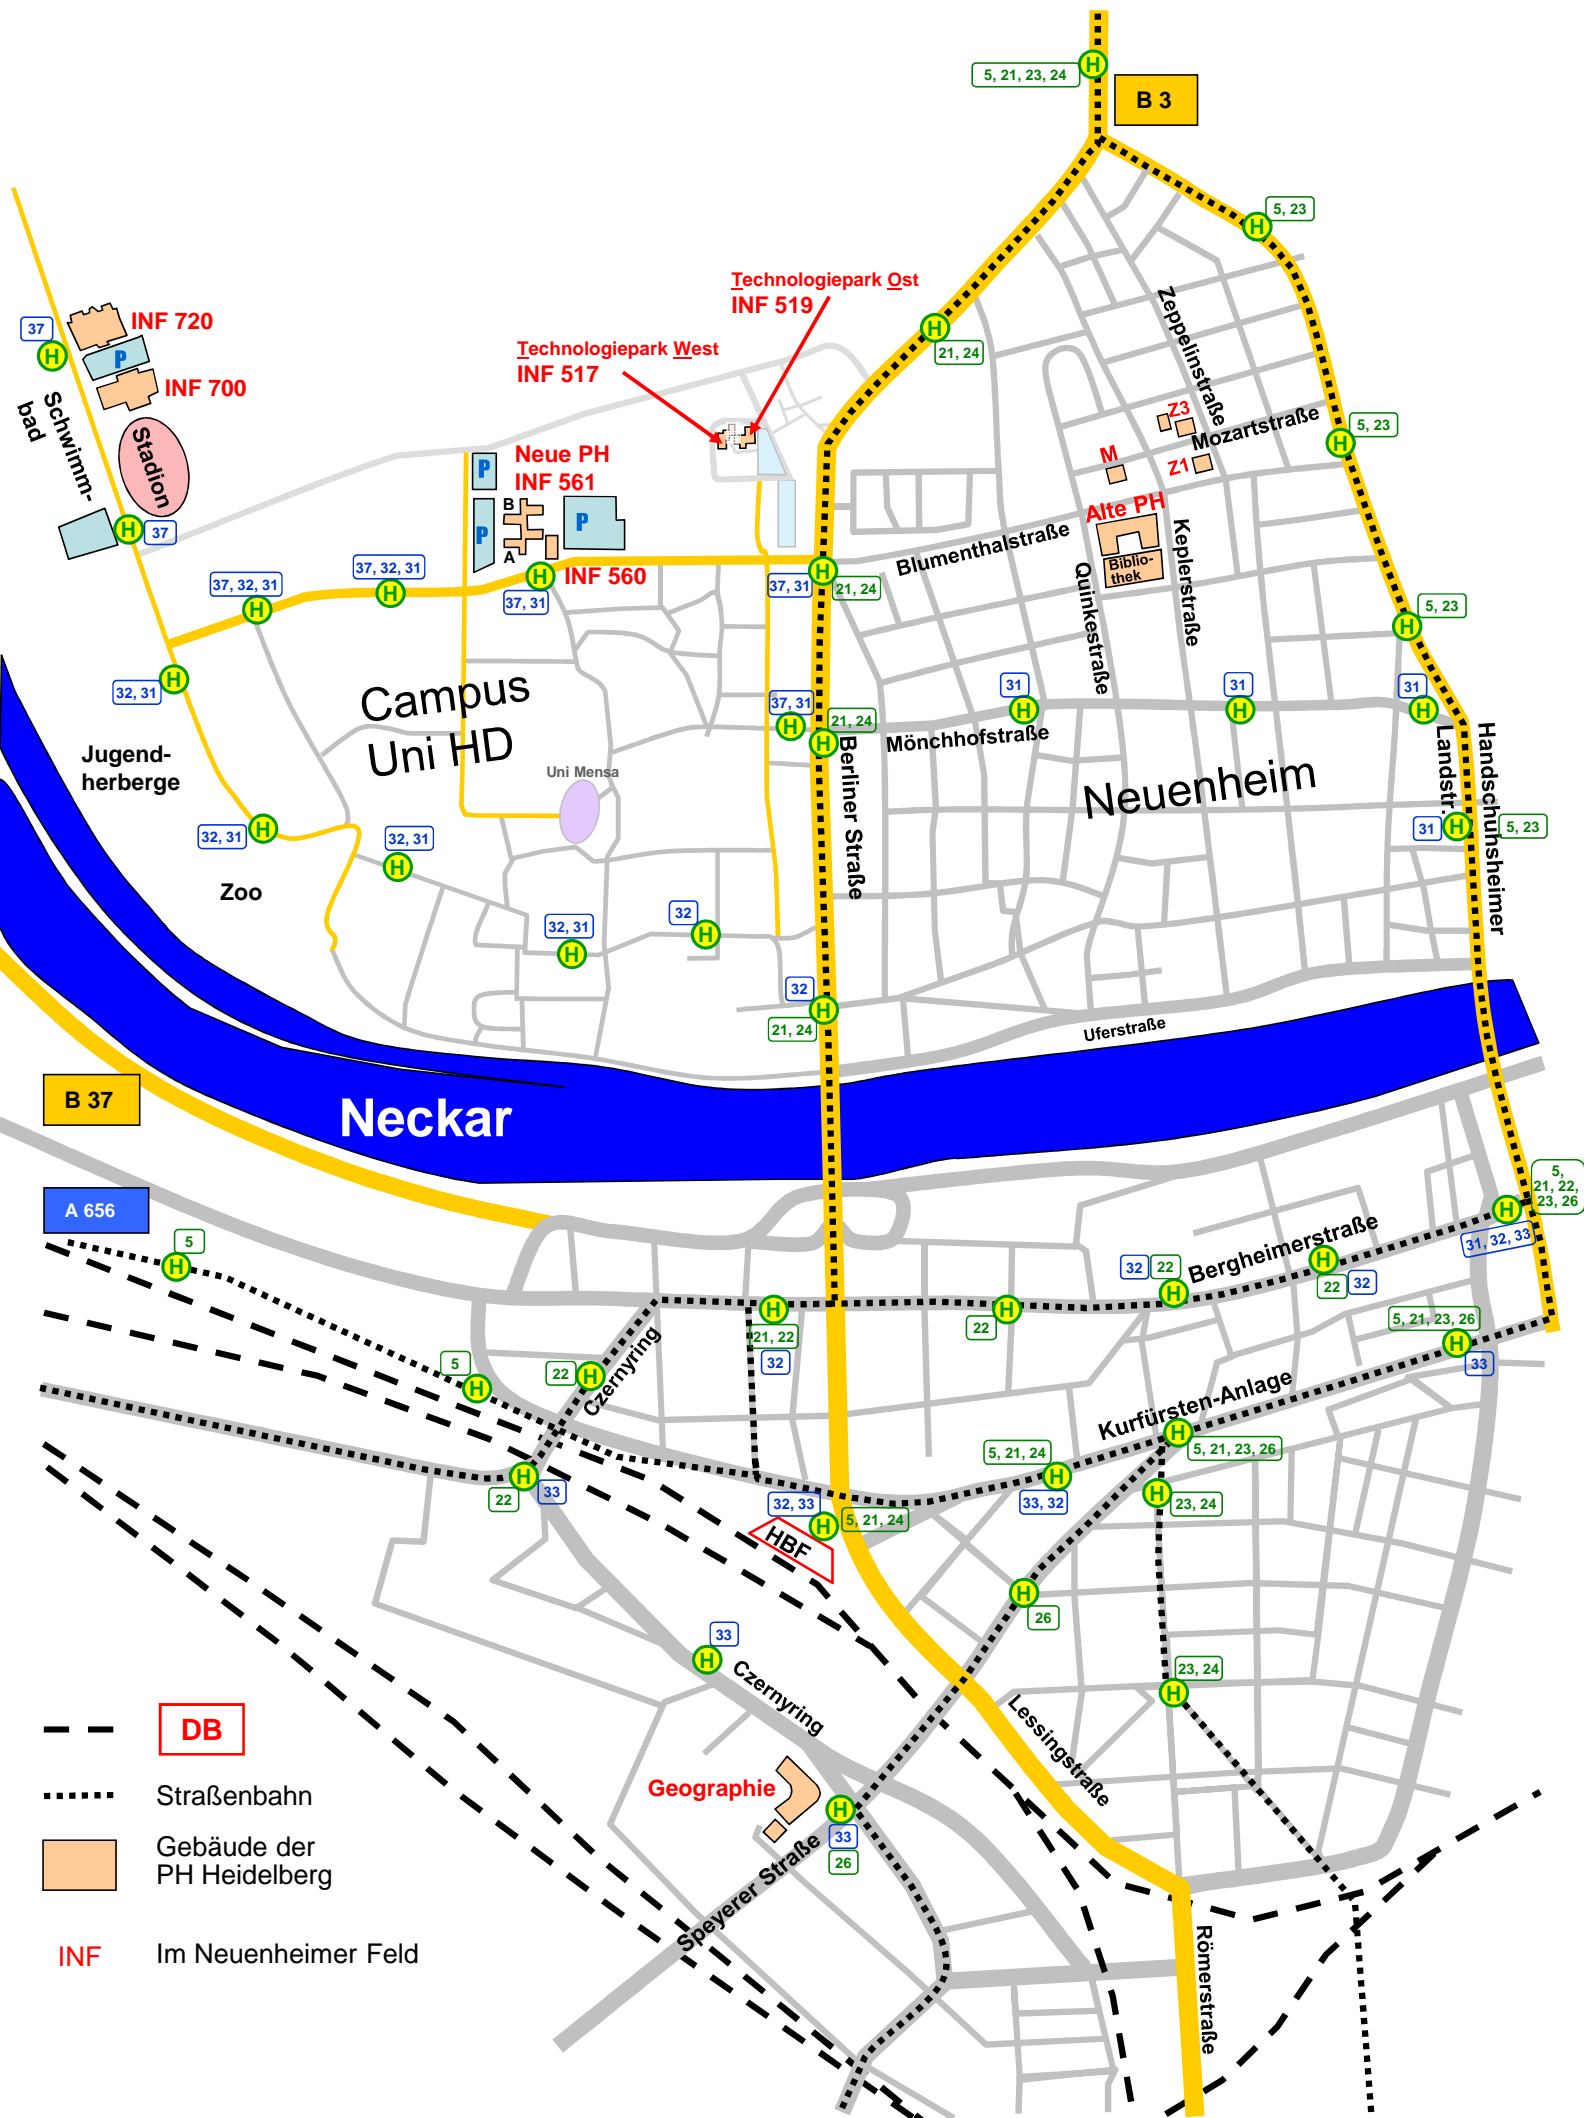 H
5, 21, 23, 24
B 3
H
5, 23
Technologiepark Ost
INF 519
37
H
INF 720
P
INF 700
H
21, 24
Technologiepark West
INF 517
Zeppelinstraße
Schwimm-
bad
Stadion
Z3
Mozartstraße
H
5, 23
M
Z1
Neue PH
INF 561
P
B
P
P
A
Alte PH
H
37
Blumenthalstraße
Biblio-
thek
Keplerstraße
Quinkestraße
37, 32, 31
H
37, 32, 31
H
H
INF 560
37, 31
37, 31
H
21, 24
H
5, 23
H
32, 31
Campus
Uni HD
31
H
31
H
31
H
37, 31
H
21, 24
H
Mönchhofstraße
Jugend-
herberge
Uni Mensa
Berliner Straße
Neuenheim
Landstr.
Handschuhsheimer
31
H
5, 23
32, 31
H
32, 31
H
Zoo
32, 31
H
32
H
32
H
21, 24
Uferstraße
B 37
Neckar
A 656
5
H
5,
21, 22,
23, 26
H
31, 32, 33
Bergheimerstraße
32
22
H
H
22
32
H
21, 22
32
H
22
5, 21, 23, 26
H
33
5
H
22
H
Czernyring
Kurfürsten-Anlage
H
5, 21, 23, 26
5, 21, 24
H
33, 32
H
22
33
H
23, 24
32, 33
H
5, 21, 24
HBF
H
26
33
H
Czernyring
23, 24
H
Lessingstraße
DB
Geographie
Straßenbahn
H
33
26
Speyerer Straße
Gebäude der
PH Heidelberg
INF
Im Neuenheimer Feld
Römerstraße